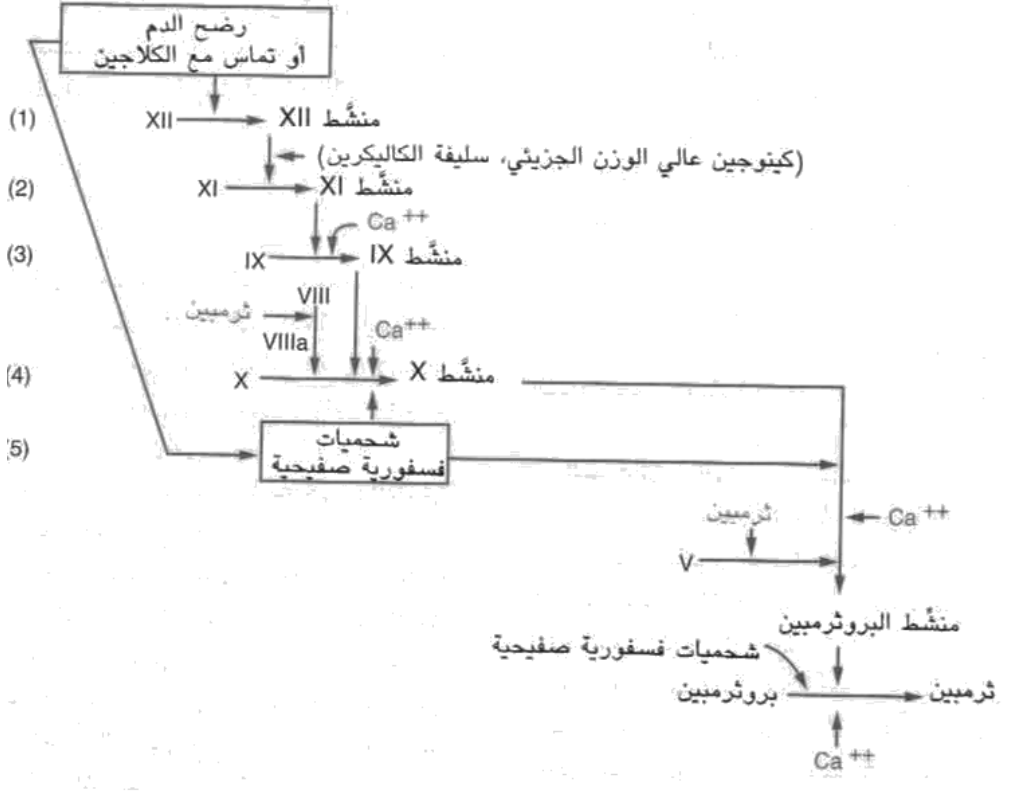 رضح الدم
أو تماس مع الكلاجين
(1) XII منشَّط XII
(كينوجين عالي الوزن الجزيئي، سليفة الكاليكرين)
(2) XI منشَّط XI
Ca ++
(3) IX منشَّط IX
VIII
ثرمبين
Ca++
VIIIa
(4) X منشَّط X
(5) شحميات
فسفورية صفيحية
ثرمبين
Ca ++
V
منشِّط البروثرمبين
شحميات فسفورية صفيحية
بروثرمبين ثرمبين
Ca ++